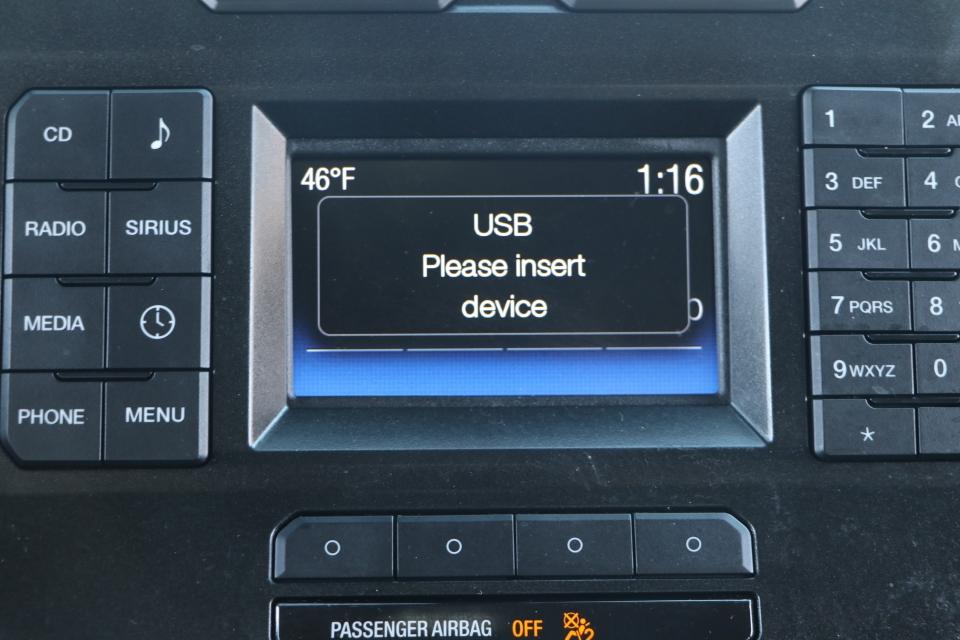 CD
RADIO SIRIUS
MEDIA
PHONE MENU
46°F 1:16
USB
Please insert
device
1 2
3 DEF 4
5 JKL 6
7 PQRS 8
9 WXYZ 0
*
PASSENGER AIRBAG OFF